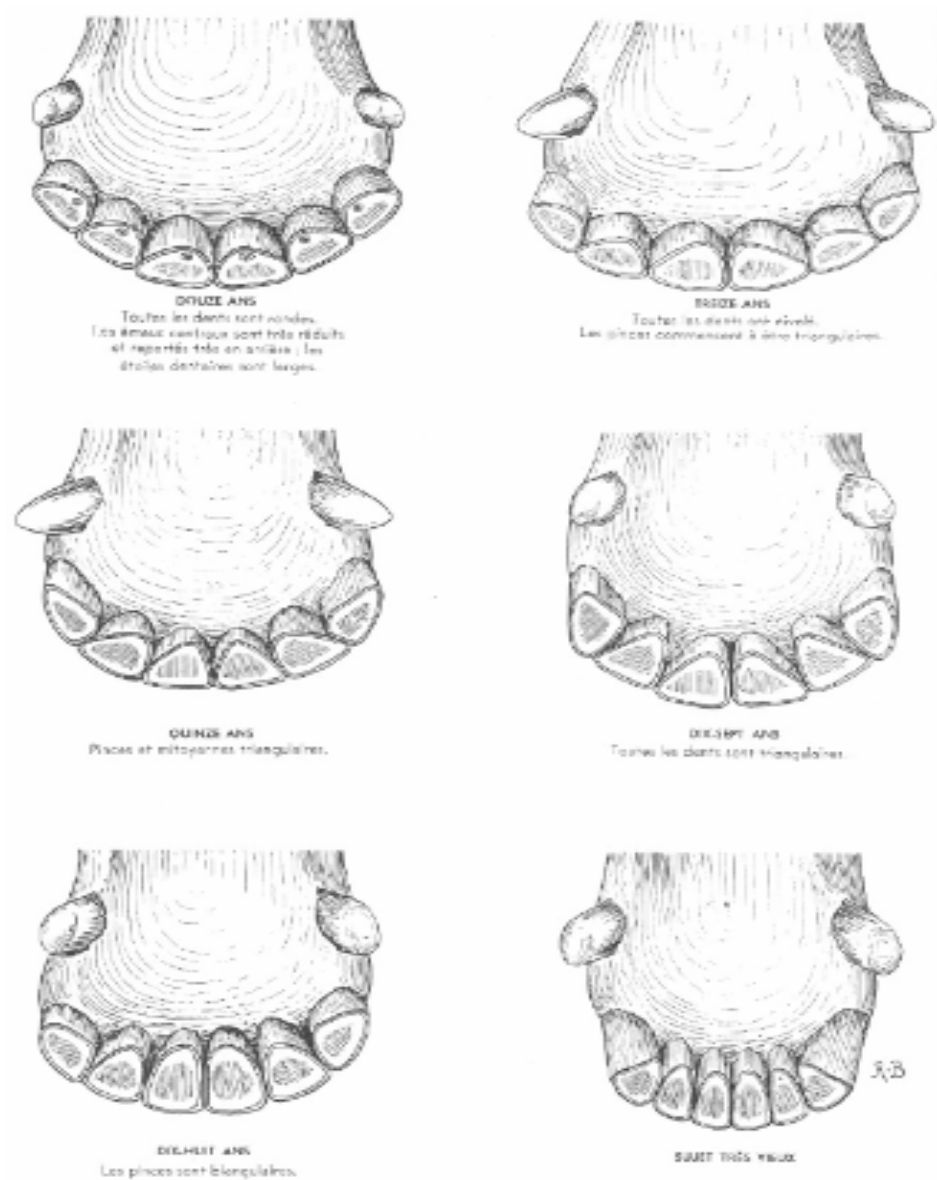 DOUZE ANS
Toutes les dents sont rondes.
Les émaux centraux sont très réduits
et reportés très en arrière ; les
étoiles dentaires sont larges.
TREIZE ANS
Toutes les dents ont nivelé.
Les pinces commencent à être triangulaires.
QUINZE ANS
Pinces et mitoyennes triangulaires.
DIX-SEPT ANS
Toutes les dents sont triangulaires.
DIX-HUIT ANS
Les pinces sont biangulaires.
SUJET TRÈS VIEUX
R.B